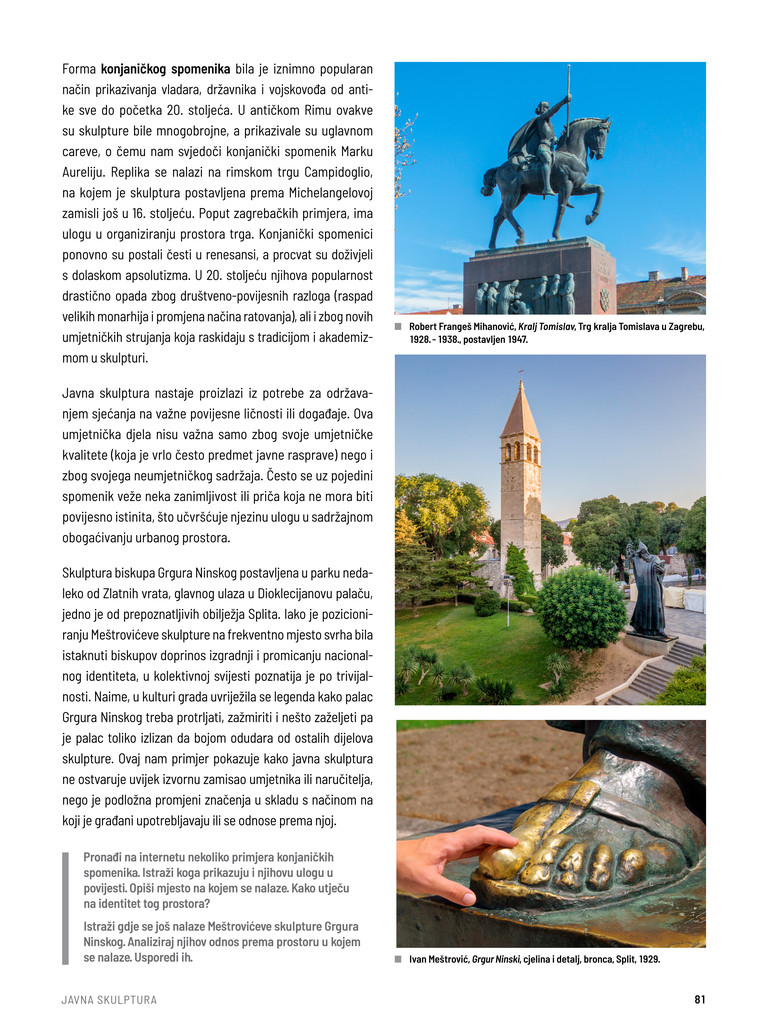 Forma konjaničkog spomenika bila je iznimno popularan
način prikazivanja vladara, državnika i vojskovođa od anti-
ke sve do početka 20. stoljeća. U antičkom Rimu ovakve
su skulpture bile mnogobrojne, a prikazivale su uglavnom
careve, o čemu nam svjedoči konjanički spomenik Marku
Aureliju. Replika se nalazi na rimskom trgu Campidoglio,
na kojem je skulptura postavljena prema Michelangelovoj
zamisli još u 16. stoljeću. Poput zagrebačkih primjera, ima
ulogu u organiziranju prostora trga. Konjanički spomenici
ponovno su postali česti u renesansi, a procvat su doživjeli
s dolaskom apsolutizma. U 20. stoljeću njihova popularnost
drastično opada zbog društveno-povijesnih razloga (raspad
velikih monarhija i promjena načina ratovanja), ali i zbog novih
umjetničkih strujanja koja raskidaju s tradicijom i akademiz-
mom u skulpturi.
Javna skulptura nastaje proizlazi iz potrebe za održava-
njem sjećanja na važne povijesne ličnosti ili događaje. Ova
umjetnička djela nisu važna samo zbog svoje umjetničke
kvalitete (koja je vrlo često predmet javne rasprave) nego i
zbog svojega neumjetničkog sadržaja. Često se uz pojedini
spomenik veže neka zanimljivost ili priča koja ne mora biti
povijesno istinita, što učvršćuje njezinu ulogu u sadržajnom
obogaćivanju urbanog prostora.
Skulptura biskupa Grgura Ninskog postavljena u parku neda-
leko od Zlatnih vrata, glavnog ulaza u Dioklecijanovu palaču,
jedno je od prepoznatljivih obilježja Splita. Iako je pozicioni-
ranju Meštrovićeve skulpture na frekventno mjesto svrha bila
istaknuti biskupov doprinos izgradnji i promicanju nacional-
nog identiteta, u kolektivnoj svijesti poznatija je po trivijal-
nosti. Naime, u kulturi grada uvriježila se legenda kako palac
Grgura Ninskog treba protrljati, zažmiriti i nešto zaželjeti pa
je palac toliko izlizan da bojom odudara od ostalih dijelova
skulpture. Ovaj nam primjer pokazuje kako javna skulptura
ne ostvaruje uvijek izvornu zamisao umjetnika ili naručitelja,
nego je podložna promjeni značenja u skladu s načinom na
koji je građani upotrebljavaju ili se odnose prema njoj.
Pronađi na internetu nekoliko primjera konjaničkih
spomenika. Istraži koga prikazuju i njihovu ulogu u
povijesti. Opiši mjesto na kojem se nalaze. Kako utječu
na identitet tog prostora?
Istraži gdje se još nalaze Meštrovićeve skulpture Grgura
Ninskog. Analiziraj njihov odnos prema prostoru u kojem
se nalaze. Usporedi ih.
Robert Frangeš Mihanović, Kralj Tomislav, Trg kralja Tomislava u Zagrebu,
1928. - 1938., postavljen 1947.
Ivan Meštrović, Grgur Ninski, cjelina i detalj, bronca, Split, 1929.
JAVNA SKULPTURA
81